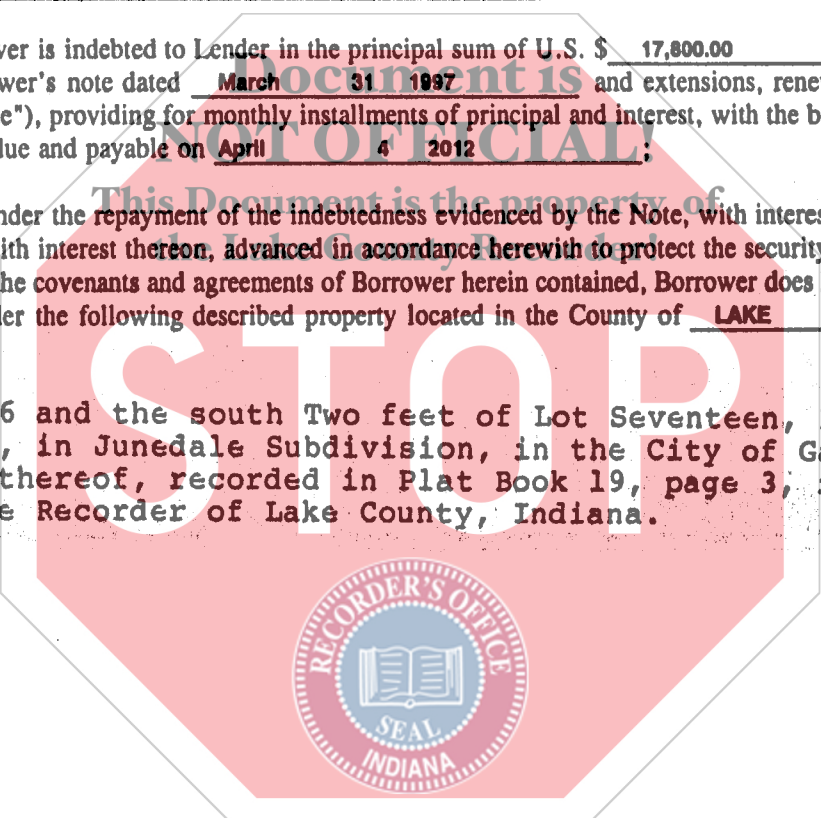 ver is indebted to Lender in the principal sum of U.S. $ 17,800.00
wer's note dated March 31 1997 and extensions, renew
e"), providing for monthly installments of principal and interest, with the b
lue and payable on April 4 2012 ;
nder the repayment of the indebtedness evidenced by the Note, with interes
ith interest thereon, advanced in accordance herewith to protect the security
he covenants and agreements of Borrower herein contained, Borrower does
er the following described property located in the County of LAKE
6 and the south Two feet of Lot Seventeen,
, in Junedale Subdivision, in the City of Ga
thereof, recorded in Plat Book 19, page 3,
e Recorder of Lake County, Indiana.
Document is
NOT OFFICIAL!
This Document is the property of
the Lake County Recorder!
STOP
RECORDER'S OFFICE
SEAL
INDIANA